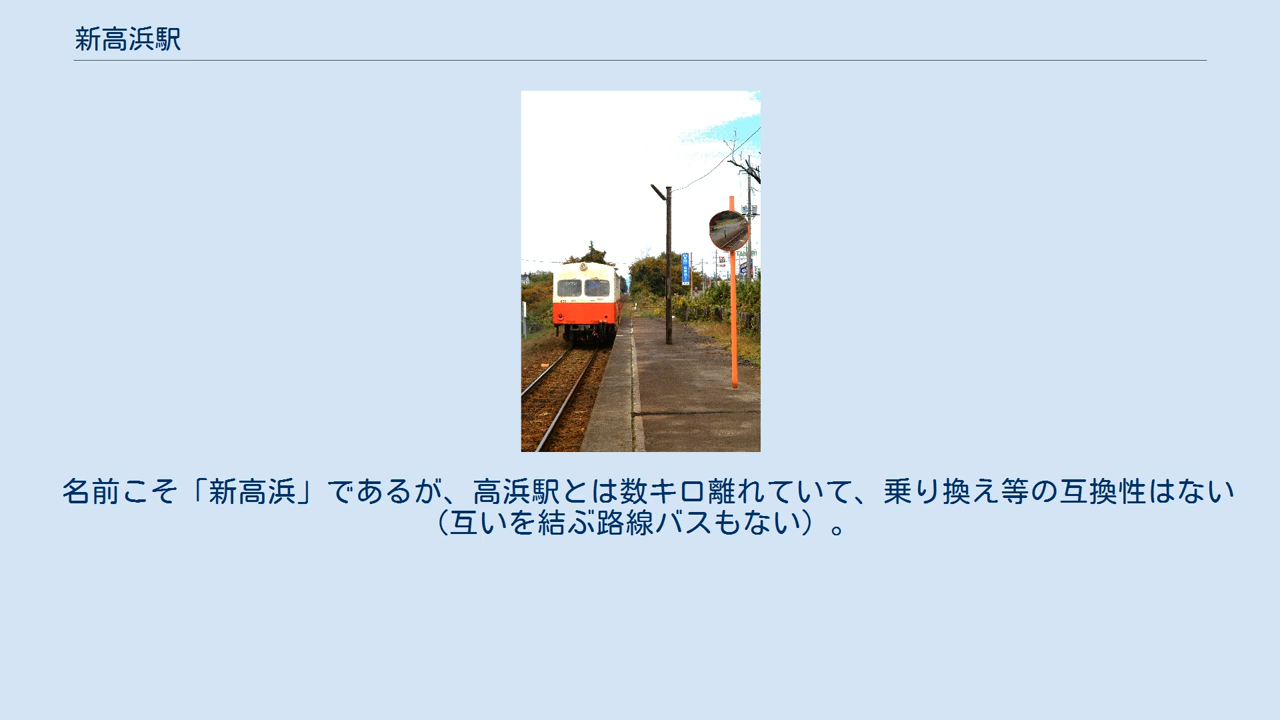 新高浜駅
名前こそ「新高浜」であるが、高浜駅とは数キロ離れていて、乗り換え等の互換性はない
（互いを結ぶ路線バスもない）。